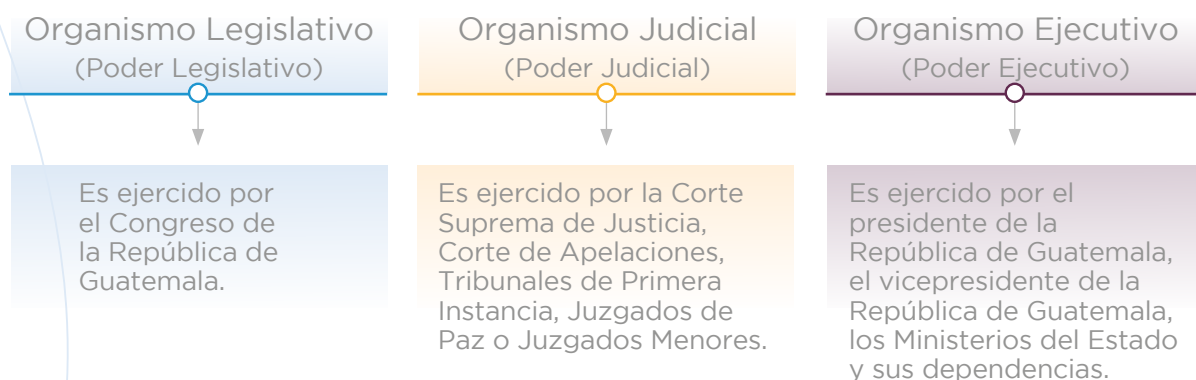 Organismo Legislativo
(Poder Legislativo)
Es ejercido por
el Congreso de
la República de
Guatemala.
Organismo Judicial
(Poder Judicial)
Es ejercido por la Corte
Suprema de Justicia,
Corte de Apelaciones,
Tribunales de Primera
Instancia, Juzgados de
Paz o Juzgados Menores.
Organismo Ejecutivo
(Poder Ejecutivo)
Es ejercido por el
presidente de la
República de Guatemala,
el vicepresidente de la
República de Guatemala,
los Ministerios del Estado
y sus dependencias.